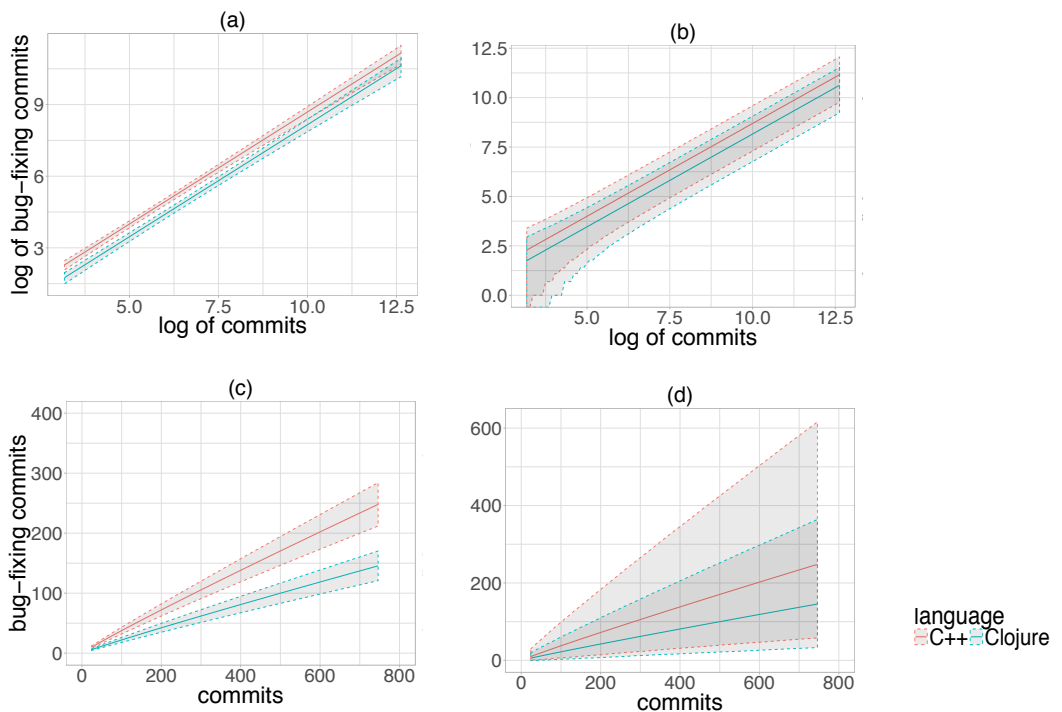 (a)
log of bug−fixing commits
9
6
3
5.0 7.5 10.0 12.5
log of commits
(b)
12.5
10.0
7.5
5.0
2.5
0.0
5.0 7.5 10.0 12.5
log of commits
(c)
bug−fixing commits
400
300
200
100
0
0 200 400 600 800
commits
(d)
600
400
200
0
0 200 400 600 800
commits
language
C++ Clojure